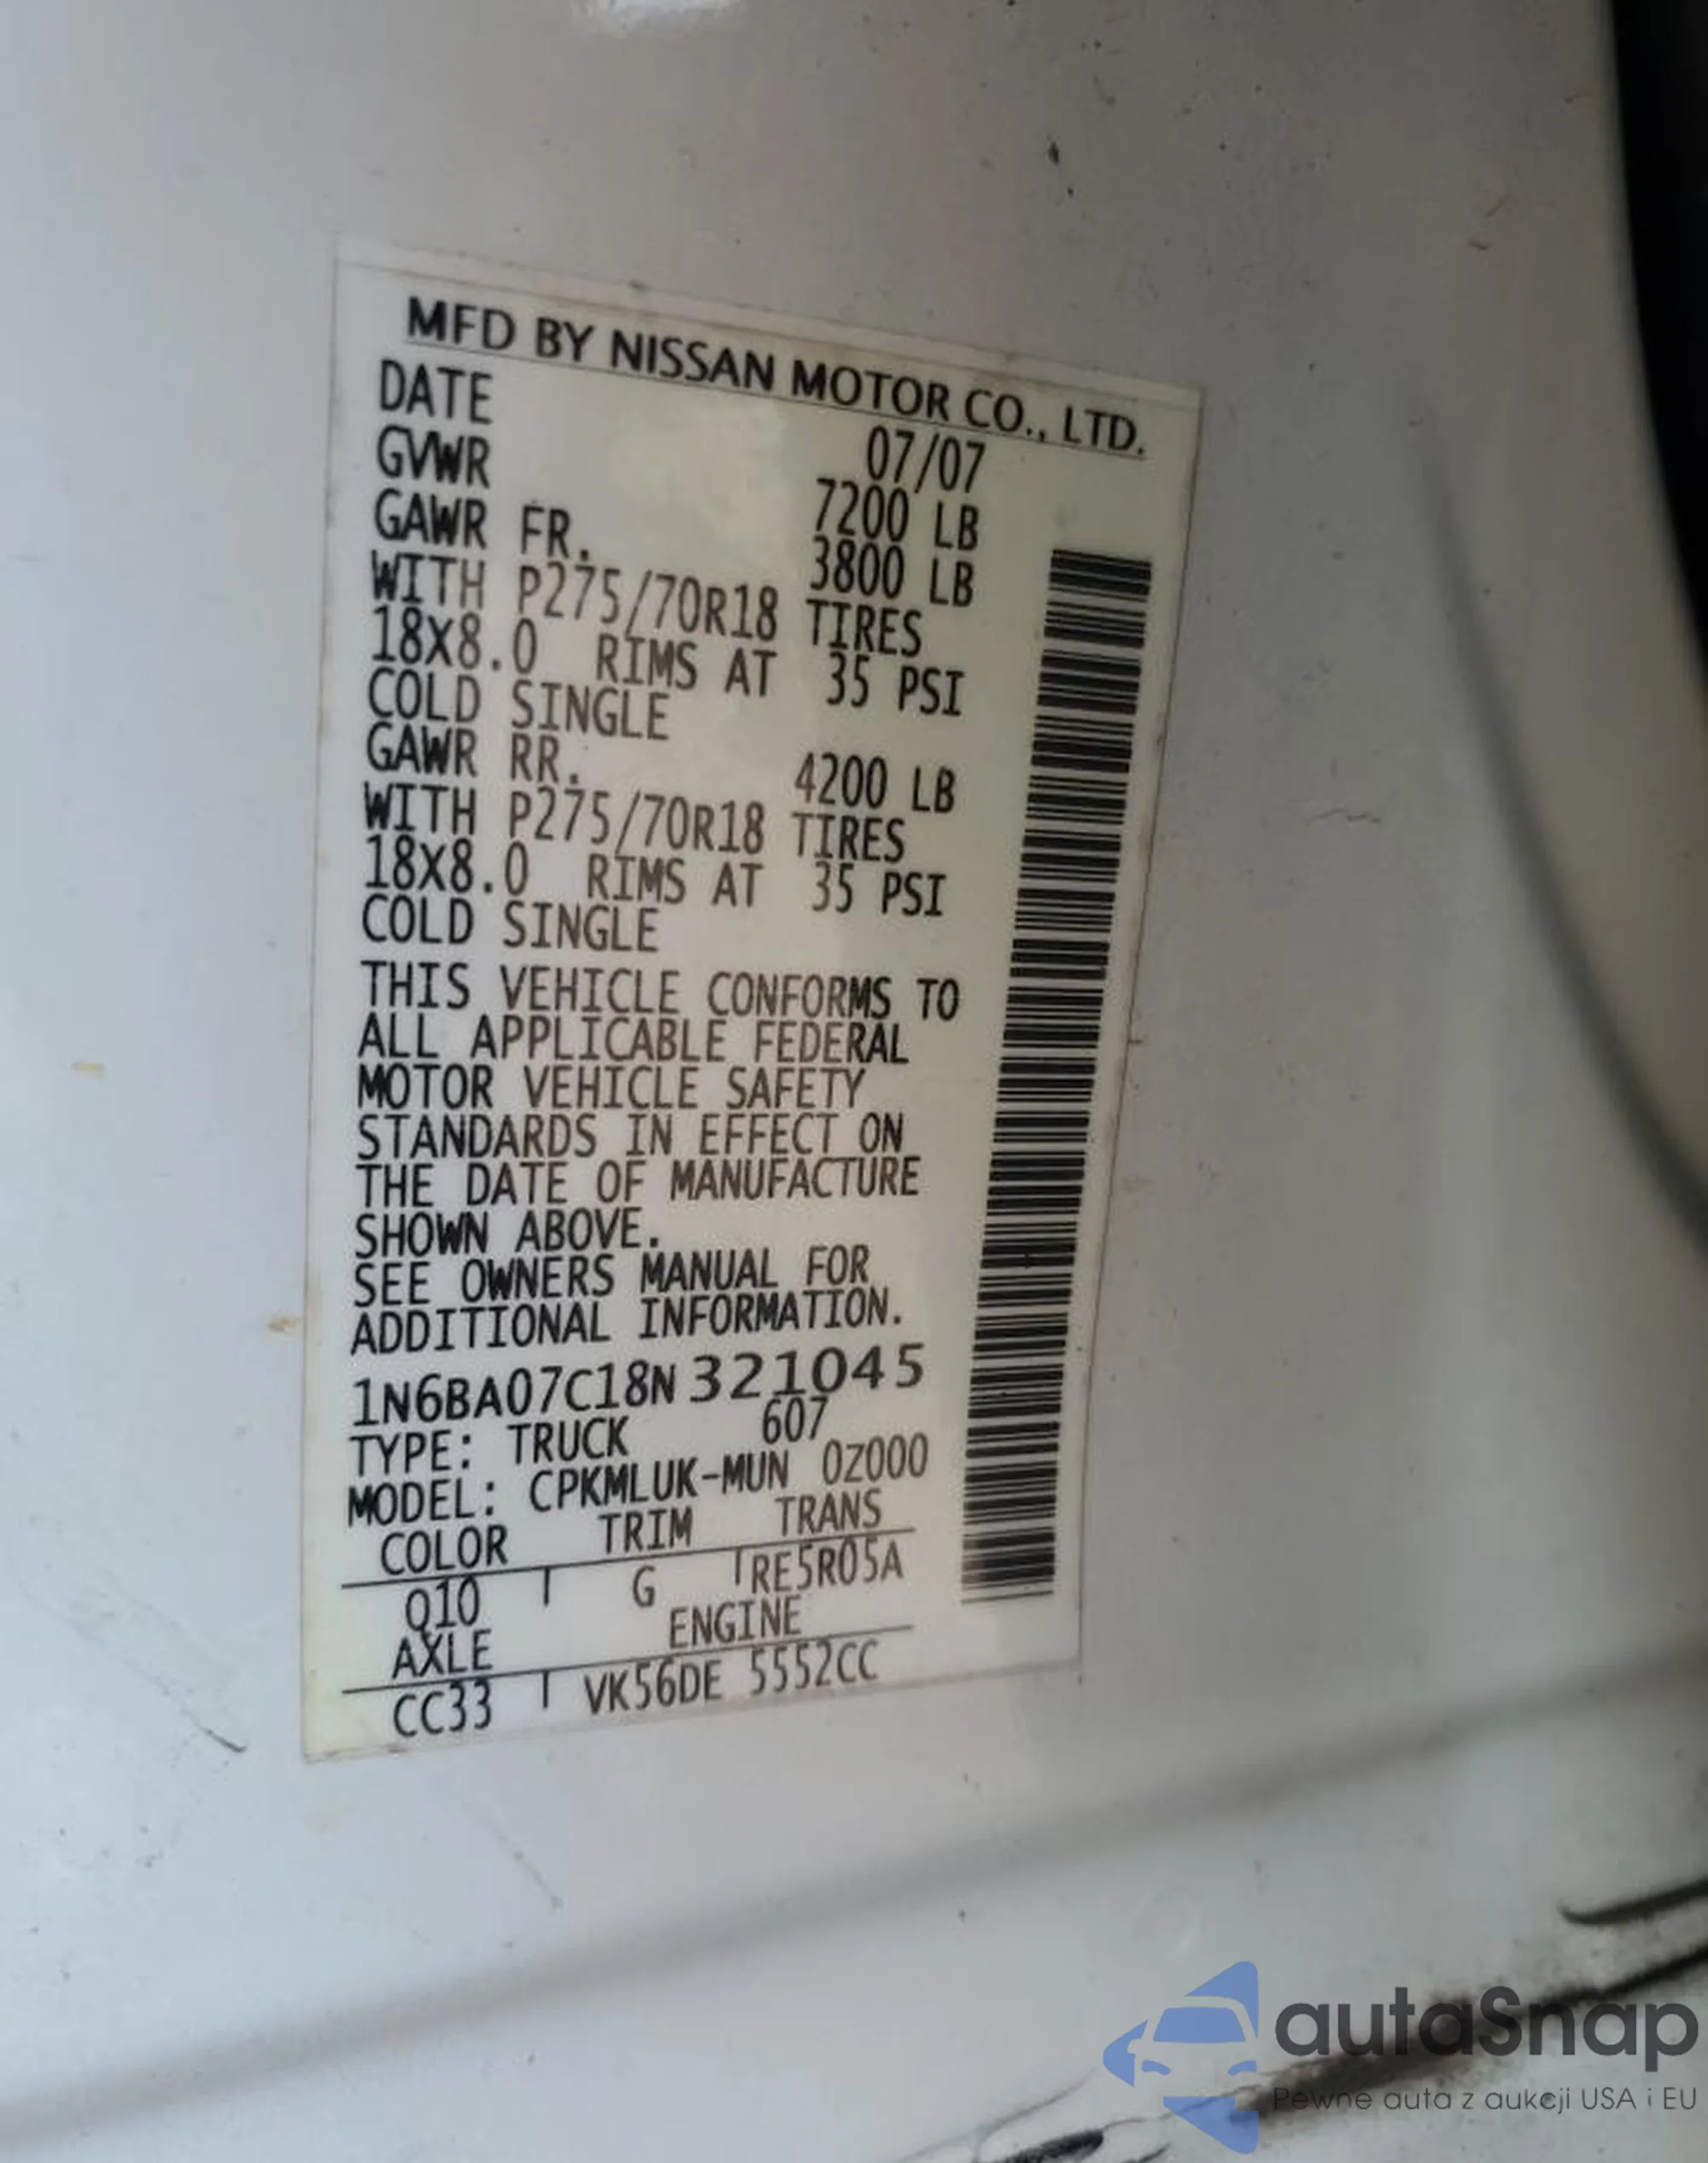 MFD BY NISSAN MOTOR CO., LTD.
DATE 07/07
GVWR 7200 LB
GAWR FR. 3800 LB
WITH P275/70R18 TIRES
18X8.0 RIMS AT 35 PSI
COLD SINGLE
GAWR RR. 4200 LB
WITH P275/70R18 TIRES
18X8.0 RIMS AT 35 PSI
COLD SINGLE
THIS VEHICLE CONFORMS TO
ALL APPLICABLE FEDERAL
MOTOR VEHICLE SAFETY
STANDARDS IN EFFECT ON
THE DATE OF MANUFACTURE
SHOWN ABOVE.
SEE OWNERS MANUAL FOR
ADDITIONAL INFORMATION.
1N6BA07C18N321045
TYPE: TRUCK 607
MODEL: CPKMLUK-MUN 0Z000
COLOR TRIM TRANS
Q10 G RE5R05A
AXLE ENGINE
CC33 VK56DE 5552CC
autaSnap
Pewne auta z aukcji USA i EU